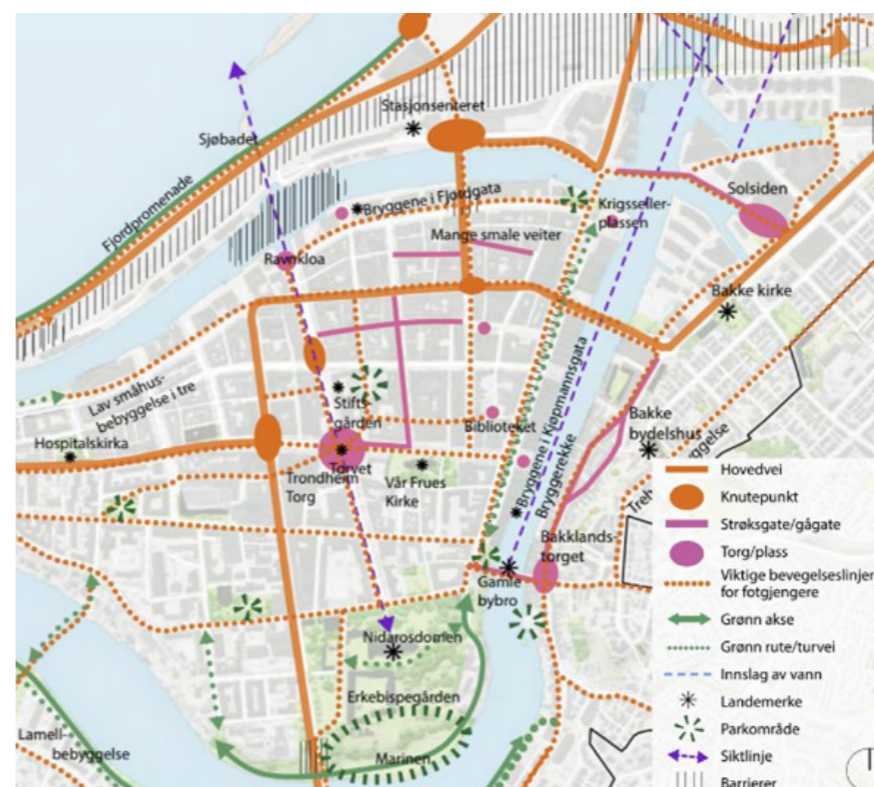 Stasjonsenteret
Sjøbadet
Fjordpromenade
Bryggene i Fjordgata
Krigsseiler-
plassen
Solsiden
Mange smale veiter
Ravnkloa
Bakke kirke
Lav småhus-
bebyggelse i tre
Stifts-
gården
Hospitalskirka
Biblioteket
Bryggene i Kjøpmannsgata
Bryggerekke
Bakke
bydelshus
Torvet
Trondheim
Torg
Vår Frues
Kirke
Bakklands-
torget
Gamle
bybro
Nidarosdomen
Erkebispegården
Marinen
Lamell-
bebyggelse
Hovedvei
Knutepunkt
Strøksgate/gågate
Torg/plass
Viktige bevegelseslinjer
for fotgjengere
Grønn akse
Grønn rute/turvei
Innslag av vann
Landemerke
Parkområde
Siktlinje
Barrierer